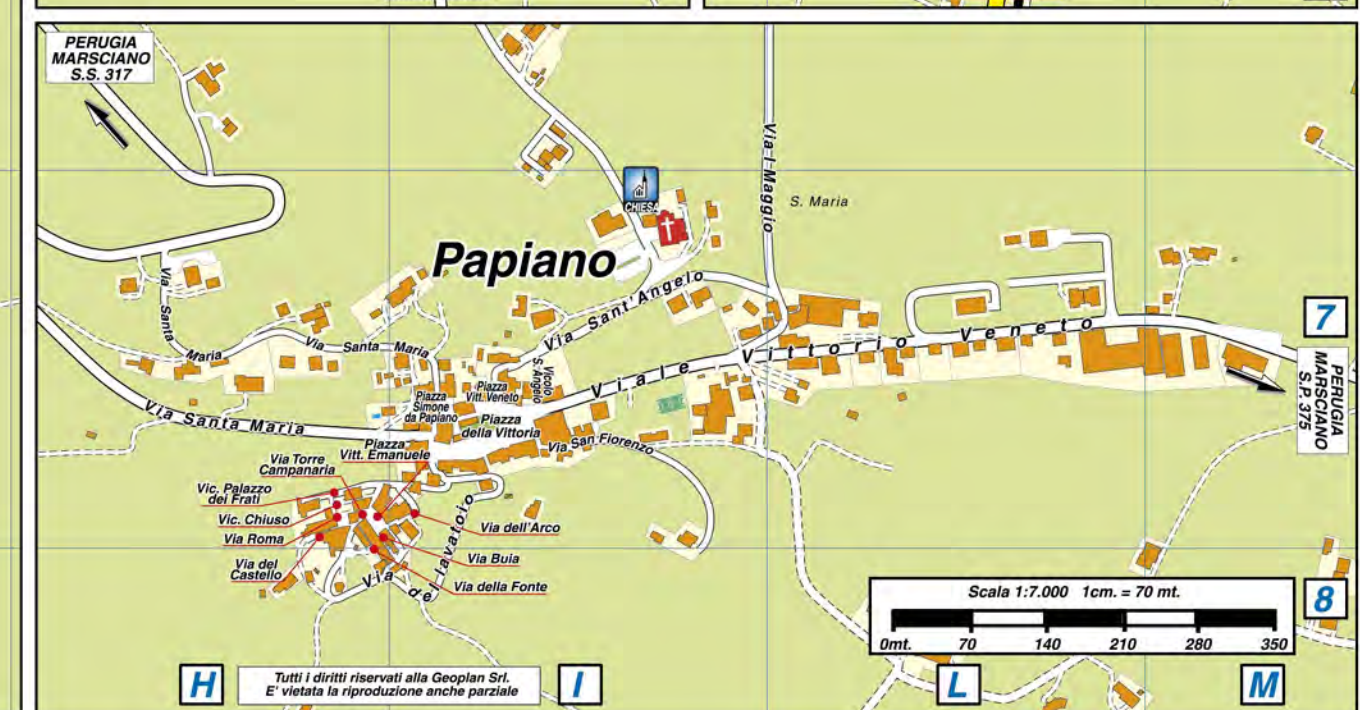 PERUGIA
MARSCIANO
S.S. 317
CHIESA
Via I Maggio
S. Maria
Papiano
Via Sant'Angelo
Via Santa Maria
Via Santa Maria
Viale Vittorio Veneto
7
PERUGIA
MARSCIANO
S.P. 375
Vicolo
S. Angelo
Piazza
Vitt. Veneto
Piazza
Simone
da Papiano
Piazza
della Vittoria
Via Santa Maria
Via San Fiorenzo
Piazza
Vitt. Emanuele
Via Torre
Campanaria
Vic. Palazzo
dei Frati
Vic. Chiuso
Via Roma
Via del
Castello
Via dell'Arco
Via Buia
Via della Fonte
Via del Lavatoio
Scala 1:7.000 1cm. = 70 mt.
0mt. 70 140 210 280 350
8
H
Tutti i diritti riservati alla Geoplan Srl.
E' vietata la riproduzione anche parziale
I
L
M